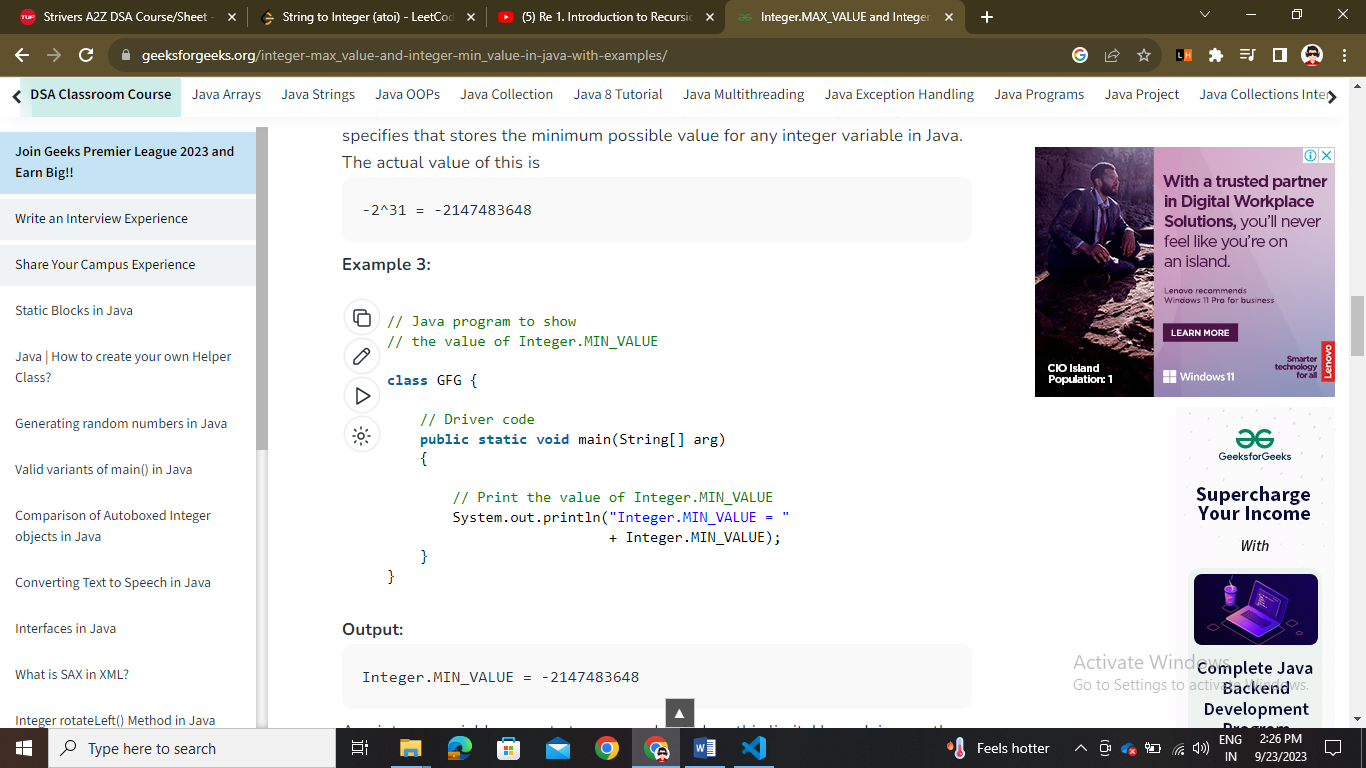 Strivers A2Z DSA Course/Sheet -
String to Integer (atoi) - LeetCod
(5) Re 1. Introduction to Recursio
Integer.MAX_VALUE and Integer
geeksforgeeks.org/integer-max_value-and-integer-min_value-in-java-with-examples/
DSA Classroom Course Java Arrays Java Strings Java OOPs Java Collection Java 8 Tutorial Java Multithreading Java Exception Handling Java Programs Java Project Java Collections Inter
Join Geeks Premier League 2023 and
Earn Big!!
Write an Interview Experience
Share Your Campus Experience
Static Blocks in Java
Java | How to create your own Helper
Class?
Generating random numbers in Java
Valid variants of main() in Java
Comparison of Autoboxed Integer
objects in Java
Converting Text to Speech in Java
Interfaces in Java
What is SAX in XML?
Integer rotateLeft() Method in Java
specifies that stores the minimum possible value for any integer variable in Java.
The actual value of this is
-2^31 = -2147483648
Example 3:
// Java program to show
// the value of Integer.MIN_VALUE
class GFG {
// Driver code
public static void main(String[] arg)
{
// Print the value of Integer.MIN_VALUE
System.out.println("Integer.MIN_VALUE = "
+ Integer.MIN_VALUE);
}
}
Output:
Integer.MIN_VALUE = -2147483648
With a trusted partner
in Digital Workplace
Solutions, you'll never
feel like you're on
an island.
Lenovo recommends
Windows 11 Pro for business
LEARN MORE
CIO Island
Population: 1
Windows 11
Smarter
technology
for all
Lenovo
GeeksforGeeks
Supercharge
Your Income
With
Complete Java
Backend
Development
Program
Activate Windows
Go to Settings to activate Windows.
Type here to search
Feels hotter
ENG
IN
2:26 PM
9/23/2023